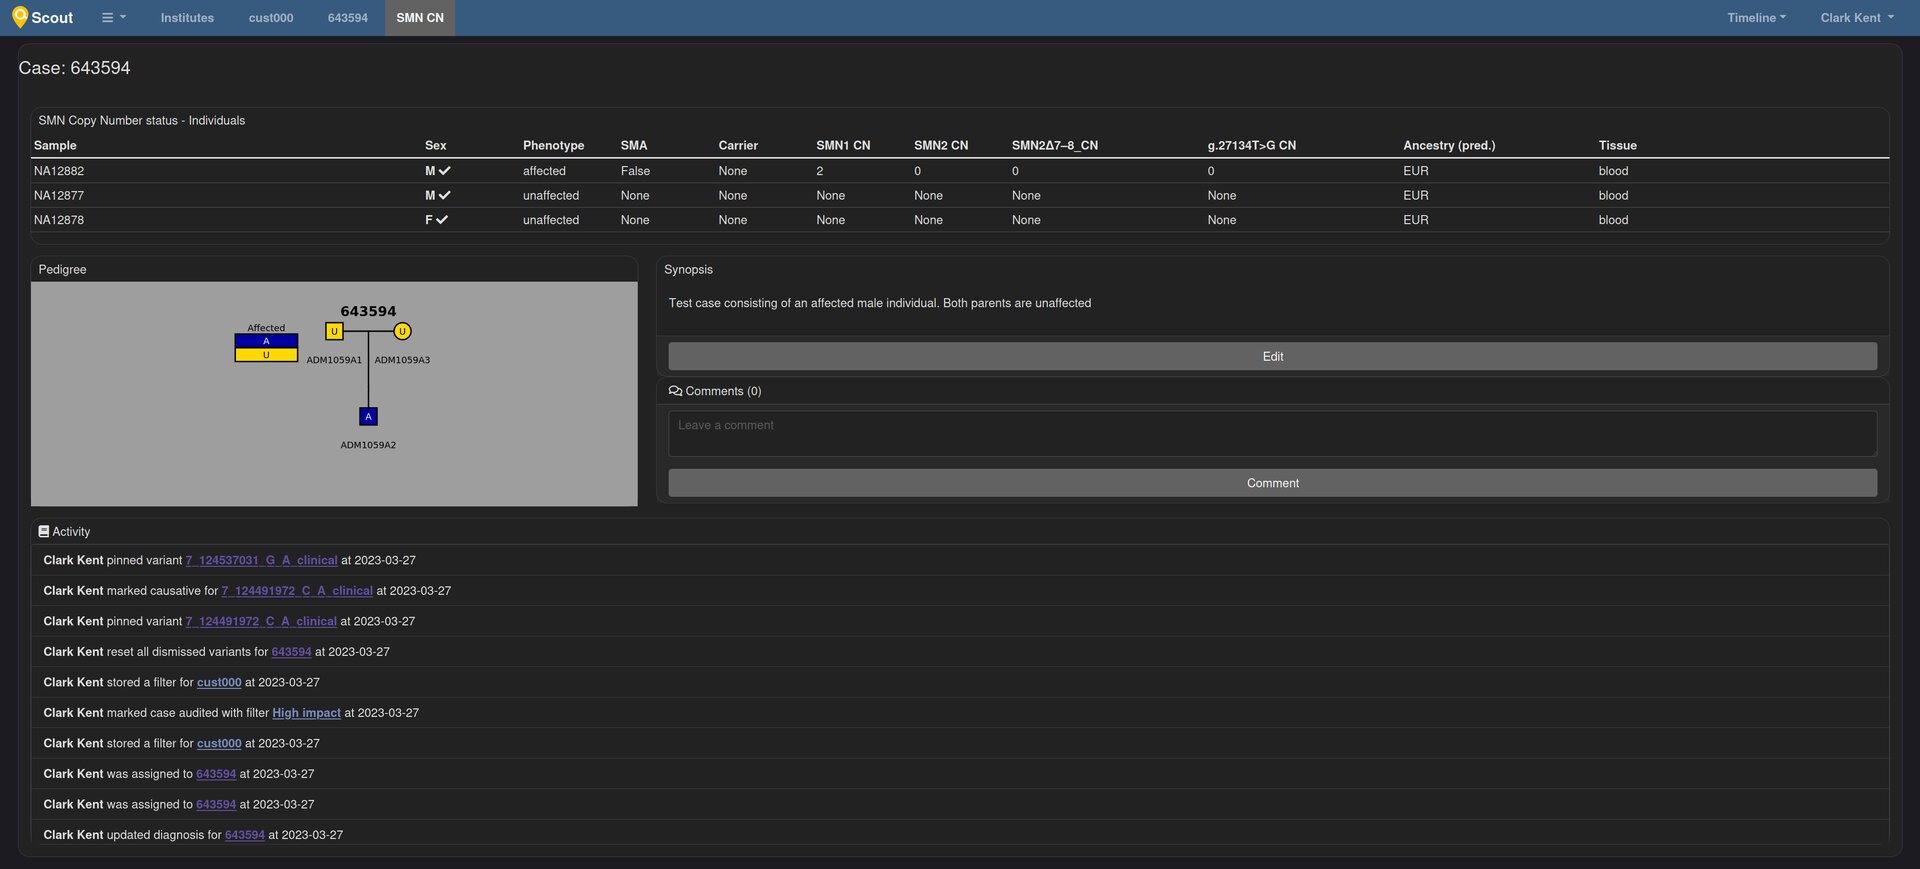 Scout Institutes cust000 643594 SMN CN Timeline Clark Kent
Case: 643594
SMN Copy Number status - Individuals
Sample Sex Phenotype SMA Carrier SMN1 CN SMN2 CN SMN2Δ7–8_CN g.27134T>G CN Ancestry (pred.) Tissue
NA12882 M affected False None 2 0 0 0 EUR blood
NA12877 M unaffected None None None None None None EUR blood
NA12878 F unaffected None None None None None None EUR blood
Pedigree
643594
Affected
A
U
U
U
ADM1059A1
ADM1059A3
A
ADM1059A2
Synopsis
Test case consisting of an affected male individual. Both parents are unaffected
Edit
Comments (0)
Leave a comment
Comment
Activity
Clark Kent pinned variant 7_124537031_G_A_clinical at 2023-03-27
Clark Kent marked causative for 7_124491972_C_A_clinical at 2023-03-27
Clark Kent pinned variant 7_124491972_C_A_clinical at 2023-03-27
Clark Kent reset all dismissed variants for 643594 at 2023-03-27
Clark Kent stored a filter for cust000 at 2023-03-27
Clark Kent marked case audited with filter High impact at 2023-03-27
Clark Kent stored a filter for cust000 at 2023-03-27
Clark Kent was assigned to 643594 at 2023-03-27
Clark Kent was assigned to 643594 at 2023-03-27
Clark Kent updated diagnosis for 643594 at 2023-03-27